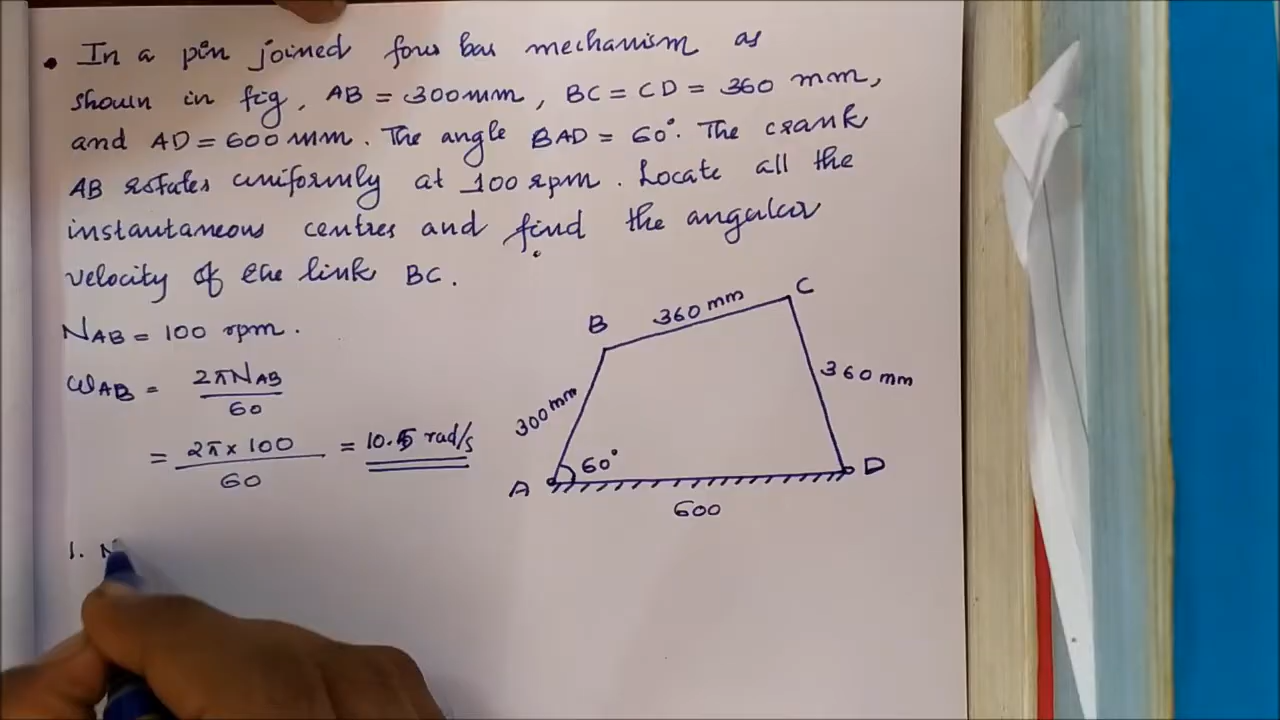 • In a pin joined four bar mechanism as
shown in fig, AB = 300mm, BC = CD = 360 mm,
and AD = 600 mm. The angle BAD = 60°. The crank
AB rotates uniformly at 100 rpm. Locate all the
instantaneous centres and find the angular
velocity of the link BC.
N_AB = 100 rpm.
ω_AB = 2πN_AB / 60
= 2π × 100 / 60 = 10.5 rad/s
B
360 mm
C
300 mm
360 mm
60°
A
D
600
1. N